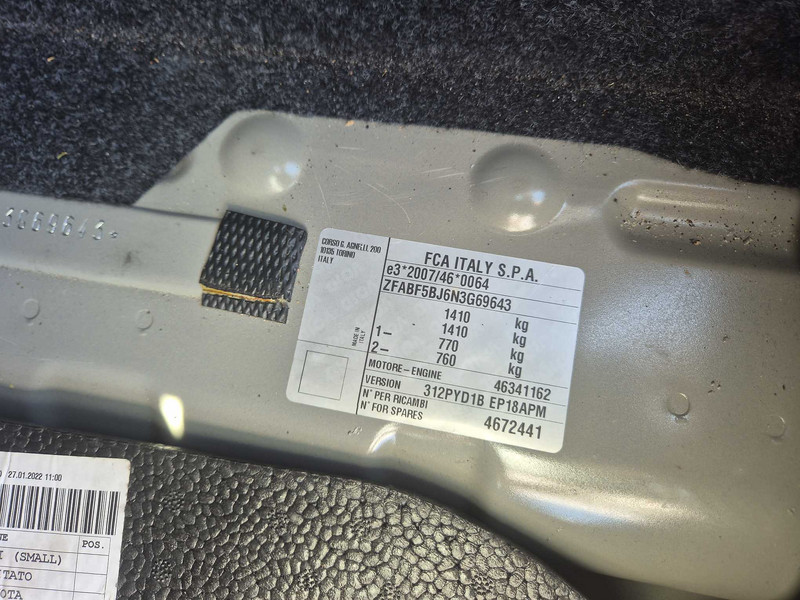 3069643*
CORSO G. AGNELLI, 200
10135 TORINO
ITALY
MADE IN
ITALY
FCA ITALY S.P.A.
e3*2007/46*0064
ZFABF5BJ6N3G69643
1410 kg
1– 1410 kg
2– 770 kg
760 kg
MOTORE – ENGINE 46341162
VERSION 312PYD1B EP18APM
N° PER RICAMBI
N° FOR SPARES 4672441
27.01.2022 11:00
POS.
(SMALL)